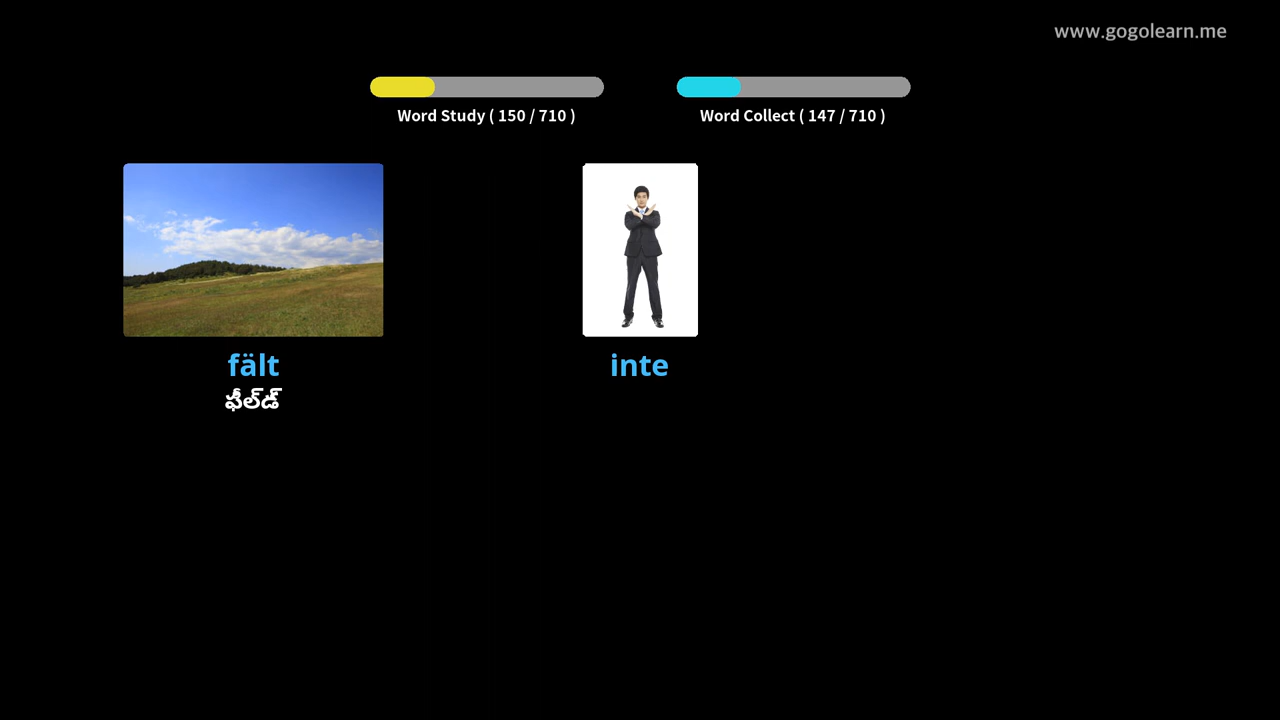 www.gogolearn.me
Word Study ( 150 / 710 )
Word Collect ( 147 / 710 )
fält
inte
ఫీల్డ్